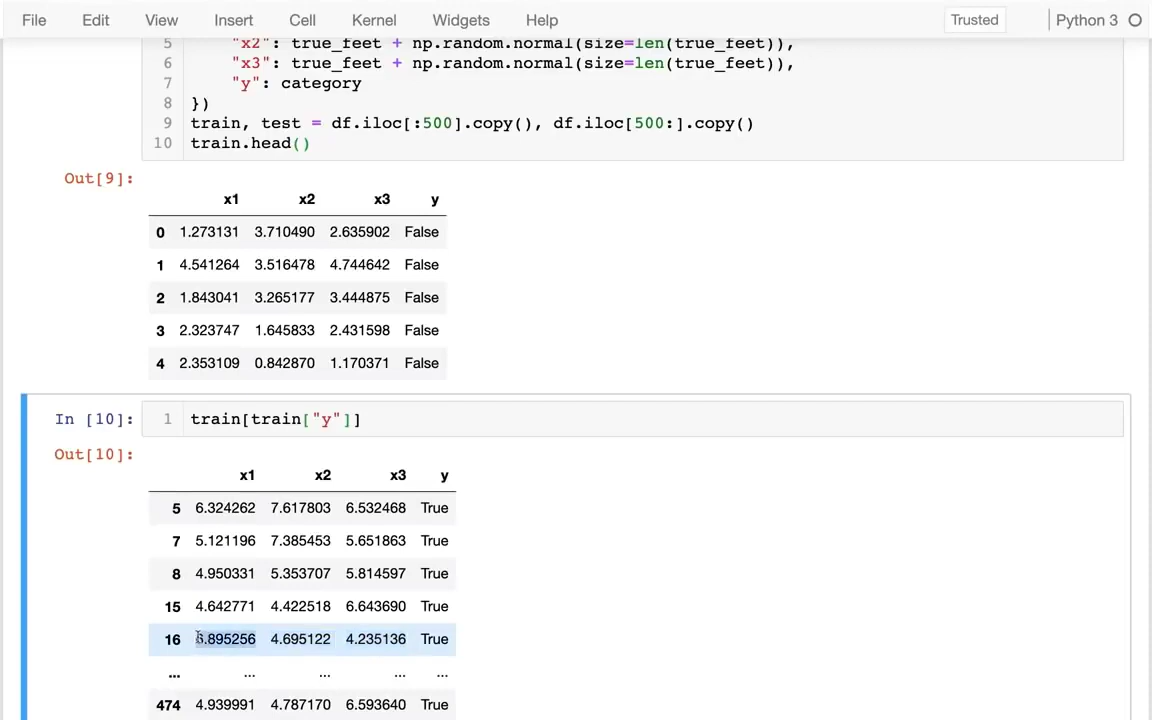 File Edit View Insert Cell Kernel Widgets Help Trusted Python 3
5 "x2": true_feet + np.random.normal(size=len(true_feet)),
6 "x3": true_feet + np.random.normal(size=len(true_feet)),
7 "y": category
8 })
9 train, test = df.iloc[:500].copy(), df.iloc[500:].copy()
10 train.head()
Out[9]:
x1 x2 x3 y
0 1.273131 3.710490 2.635902 False
1 4.541264 3.516478 4.744642 False
2 1.843041 3.265177 3.444875 False
3 2.323747 1.645833 2.431598 False
4 2.353109 0.842870 1.170371 False
In [10]: 1 train[train["y"]]
Out[10]:
x1 x2 x3 y
5 6.324262 7.617803 6.532468 True
7 5.121196 7.385453 5.651863 True
8 4.950331 5.353707 5.814597 True
15 4.642771 4.422518 6.643690 True
16 4.695122 4.235136 True
... ... ... ... ...
474 4.939991 4.787170 6.593640 True